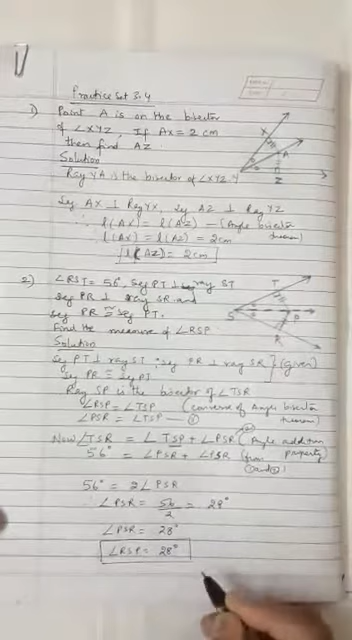 Practice Set 3.4
1) Point A is on the bisector
of ∠XYZ, If AX = 2 cm
then find AZ.
Solution
Ray YA is the bisector of ∠XYZ
X
A
Y
Z
seg AX ⊥ Ray YX, seg AZ ⊥ Ray YZ
∴ l(AX) = l(AZ) — (Angle bisector
theorem)
l(AX) = l(AZ) = 2cm
l(AZ) = 2cm
2) ∠RST = 56°, seg PT ⊥ ray ST
seg PR ⊥ ray SR and
seg PR ≅ seg PT.
Find the measure of ∠RSP
Solution
T
S
P
R
seg PT ⊥ ray ST ; seg PR ⊥ ray SR } (Given)
seg PR ≅ seg PT
Ray SP is the bisector of ∠TSR
∠RSP = ∠TSP (converse of Angle bisector
∠PSR = ∠TSP ① theorem)
Now ∠TSR = ∠TSP + ∠PSR ② (Angle addition
property)
56° = ∠PSR + ∠PSR (from
① and ②)
56° = 2∠PSR
∠PSR = 56/2 = 28°
∠PSR = 28°
∠RSP = 28°